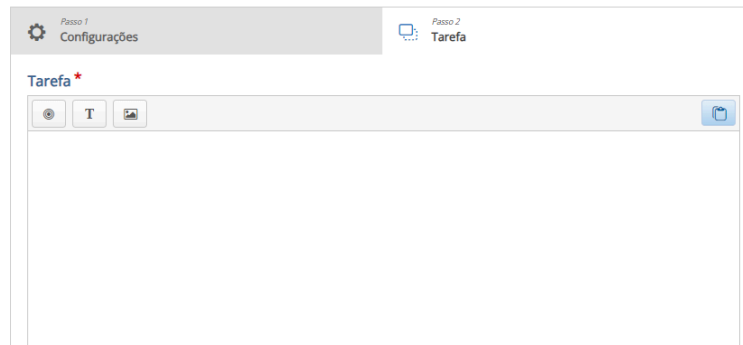 Passo 1
Configurações
Passo 2
Tarefa
Tarefa *
T